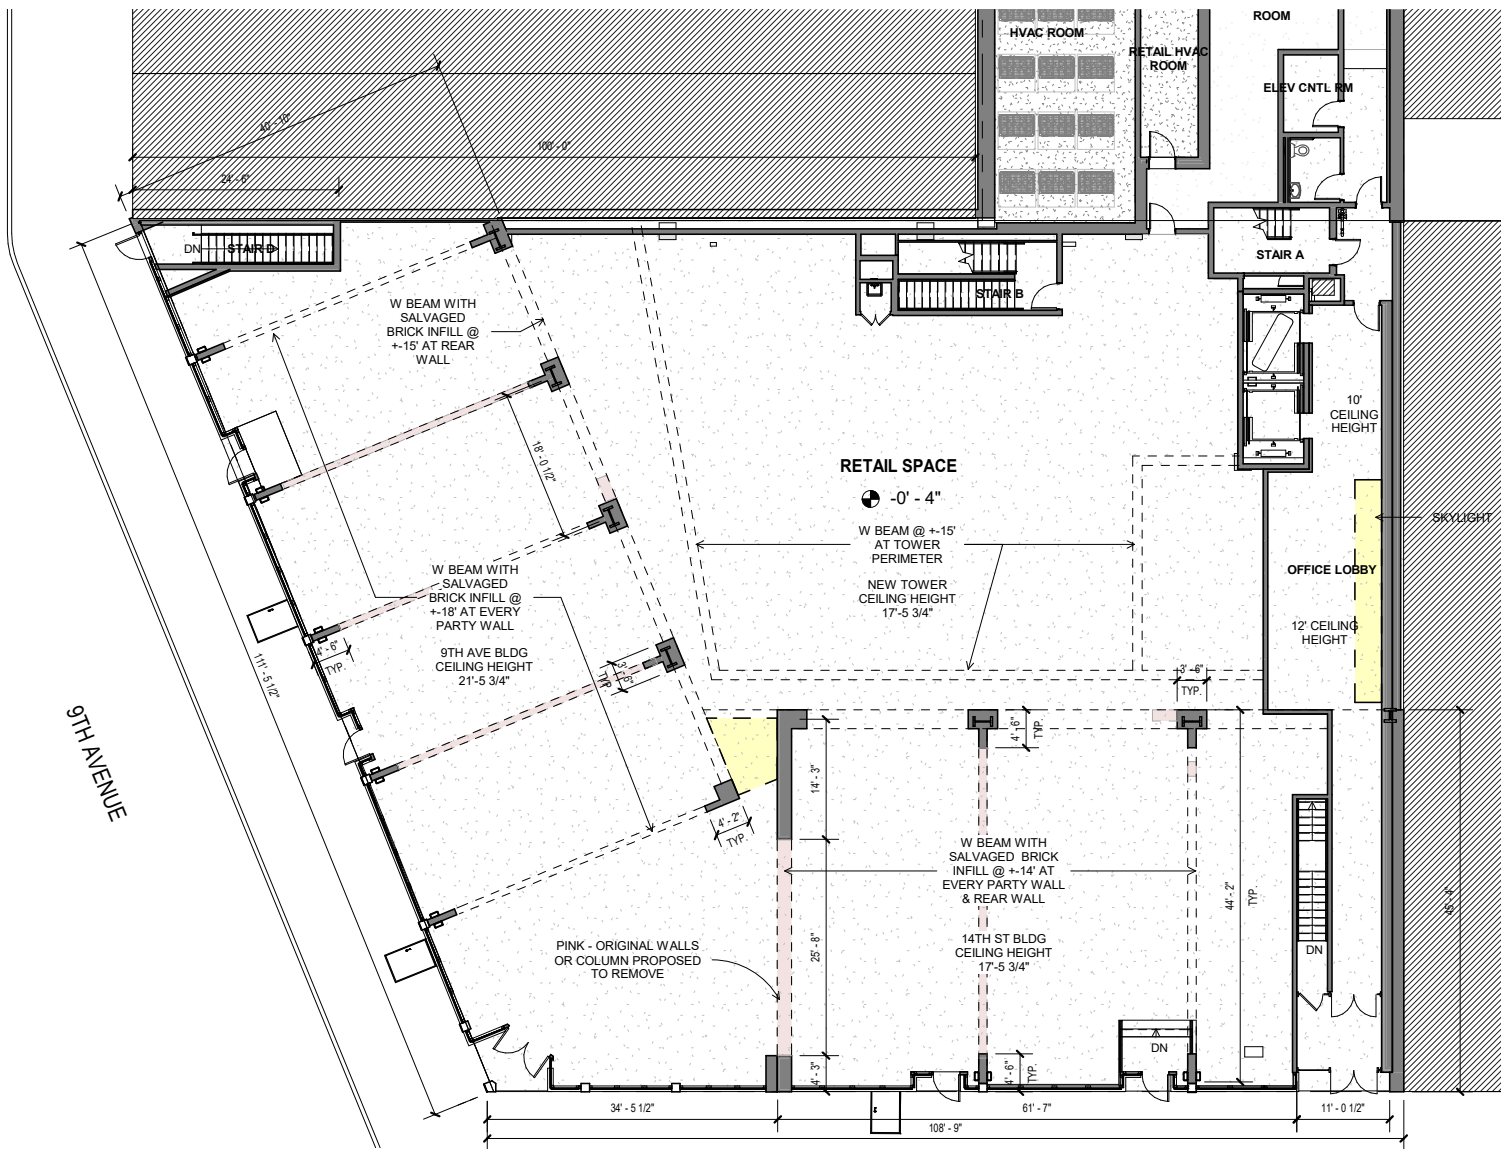 ROOM
HVAC ROOM
RETAIL HVAC
ROOM
ELEV CNTL RM
40' - 10"
100' - 0"
24' - 6"
DN
STAIR D
STAIR A
STAIR B
W BEAM WITH
SALVAGED
BRICK INFILL @
+-15' AT REAR
WALL
10'
CEILING
HEIGHT
18' - 0 1/2"
RETAIL SPACE
-0' - 4"
SKYLIGHT
W BEAM @ +-15'
AT TOWER
PERIMETER
NEW TOWER
CEILING HEIGHT
17'-5 3/4"
OFFICE LOBBY
12' CEILING
HEIGHT
W BEAM WITH
SALVAGED
BRICK INFILL @
+-18' AT EVERY
PARTY WALL
9TH AVE BLDG
CEILING HEIGHT
21'-5 3/4"
4' - 6"
TYP.
TYP.
3' - 6"
TYP.
111' - 5 1/2"
9TH AVENUE
4' - 6"
TYP.
14' - 3"
4' - 2"
TYP.
W BEAM WITH
SALVAGED BRICK
INFILL @ +-14' AT
EVERY PARTY WALL
& REAR WALL
44' - 2"
TYP.
45' - 4"
PINK - ORIGINAL WALLS
OR COLUMN PROPOSED
TO REMOVE
25' - 8"
14TH ST BLDG
CEILING HEIGHT
17'-5 3/4"
DN
DN
4' - 3"
4' - 6"
TYP.
34' - 5 1/2"
61' - 7"
11' - 0 1/2"
108' - 9"